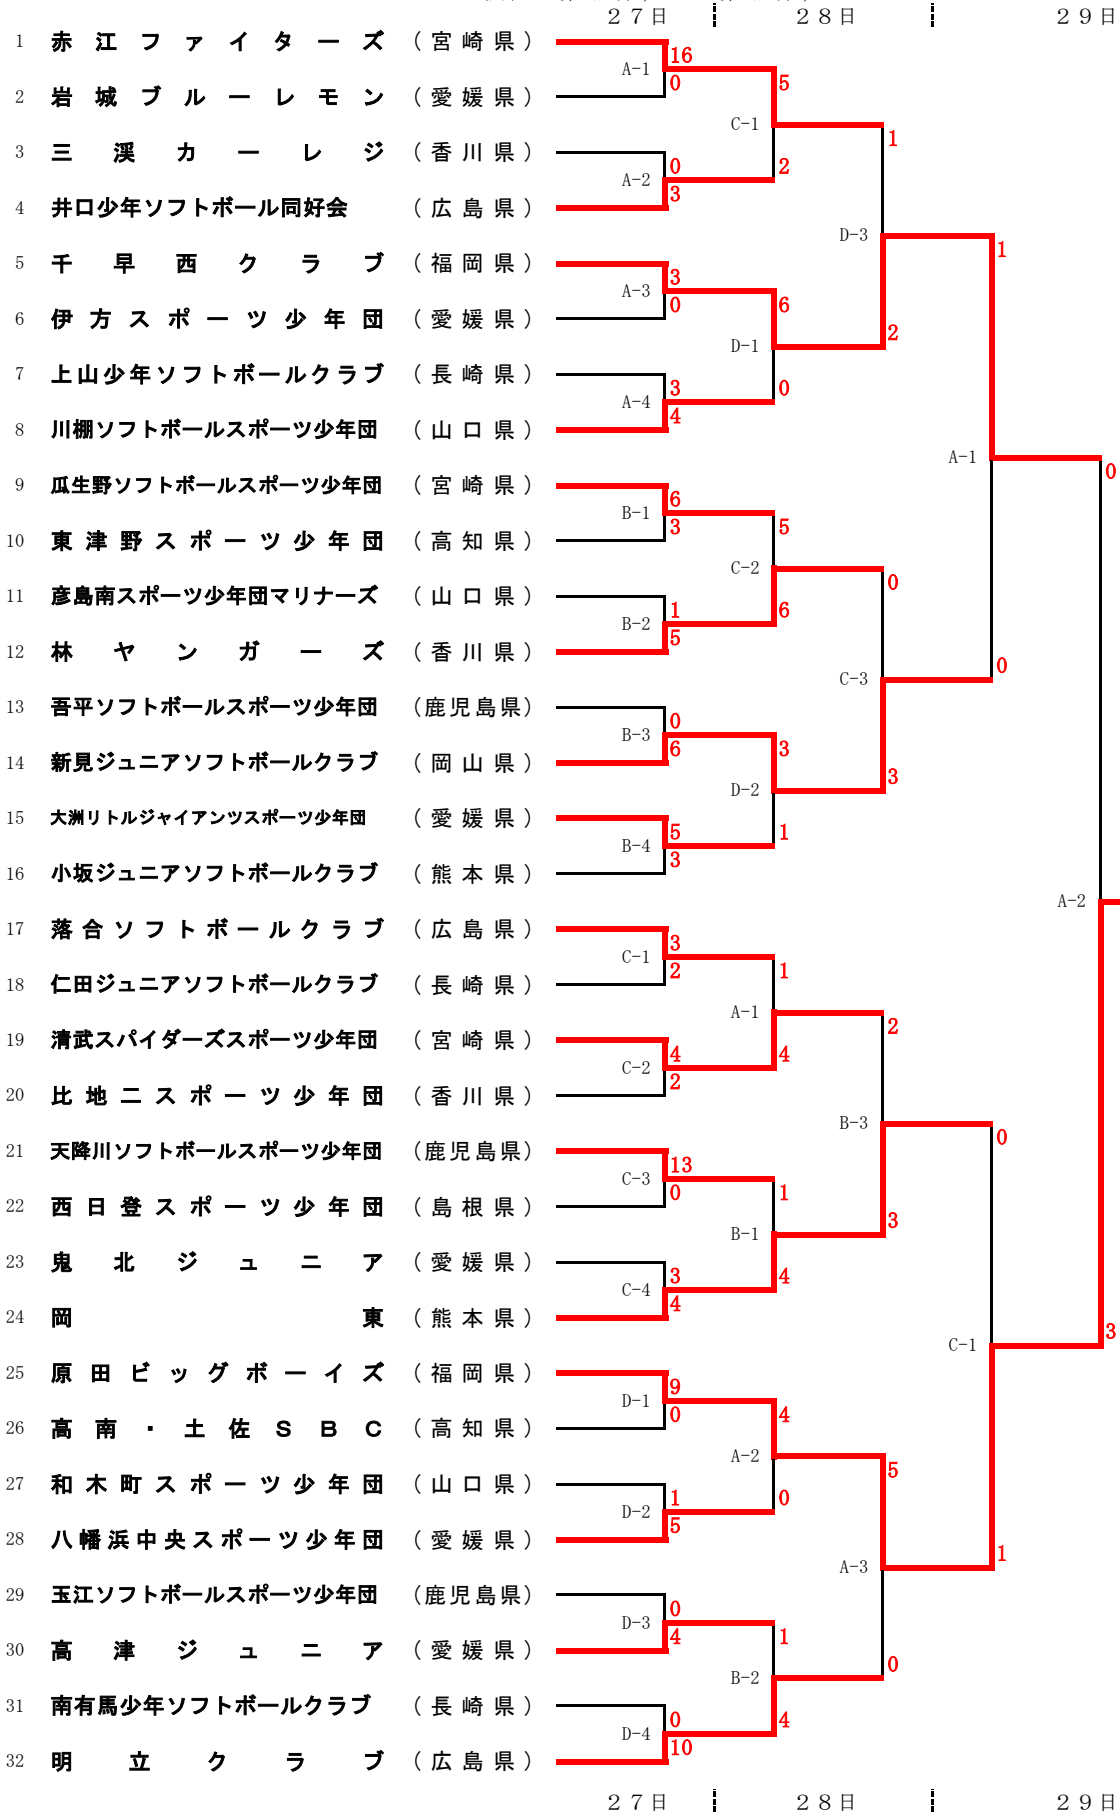 ２７日 ２８日 ２９日
1 赤江ファイターズ （宮崎県）
16
A-1
0 5
2 岩城ブルーレモン （愛媛県）
C-1
1
3 三溪カーレジ （香川県）
0 2
A-2
3
4 井口少年ソフトボール同好会 （広島県）
D-3
1
5 千早西クラブ （福岡県）
3
A-3
0 6
6 伊方スポーツ少年団 （愛媛県）
2
D-1
7 上山少年ソフトボールクラブ （長崎県）
3 0
A-4
4
8 川棚ソフトボールスポーツ少年団 （山口県）
A-1
0
9 瓜生野ソフトボールスポーツ少年団 （宮崎県）
6
B-1
3 5
10 東津野スポーツ少年団 （高知県）
C-2
0
11 彦島南スポーツ少年団マリナーズ （山口県）
1 6
B-2
5
12 林ヤンガーズ （香川県）
0
C-3
13 吾平ソフトボールスポーツ少年団 （鹿児島県）
0
B-3
6 3
14 新見ジュニアソフトボールクラブ （岡山県）
3
D-2
15 大洲リトルジャイアンツスポーツ少年団 （愛媛県）
5 1
B-4
3
16 小坂ジュニアソフトボールクラブ （熊本県）
A-2
17 落合ソフトボールクラブ （広島県）
3
C-1
2 1
18 仁田ジュニアソフトボールクラブ （長崎県）
A-1
2
19 清武スパイダーズスポーツ少年団 （宮崎県）
4 4
C-2
2
20 比地二スポーツ少年団 （香川県）
B-3
0
21 天降川ソフトボールスポーツ少年団 （鹿児島県）
13
C-3
0 1
22 西日登スポーツ少年団 （島根県）
3
B-1
23 鬼北ジュニア （愛媛県）
3 4
C-4
4
24 岡東 （熊本県）
3
C-1
25 原田ビッグボーイズ （福岡県）
9
D-1
0 4
26 高南・土佐ＳＢＣ （高知県）
A-2
5
27 和木町スポーツ少年団 （山口県）
1 0
D-2
5
28 八幡浜中央スポーツ少年団 （愛媛県）
1
A-3
29 玉江ソフトボールスポーツ少年団 （鹿児島県）
0
D-3
4 1
30 高津ジュニア （愛媛県）
0
B-2
31 南有馬少年ソフトボールクラブ （長崎県）
0 4
D-4
10
32 明立クラブ （広島県）
２７日 ２８日 ２９日